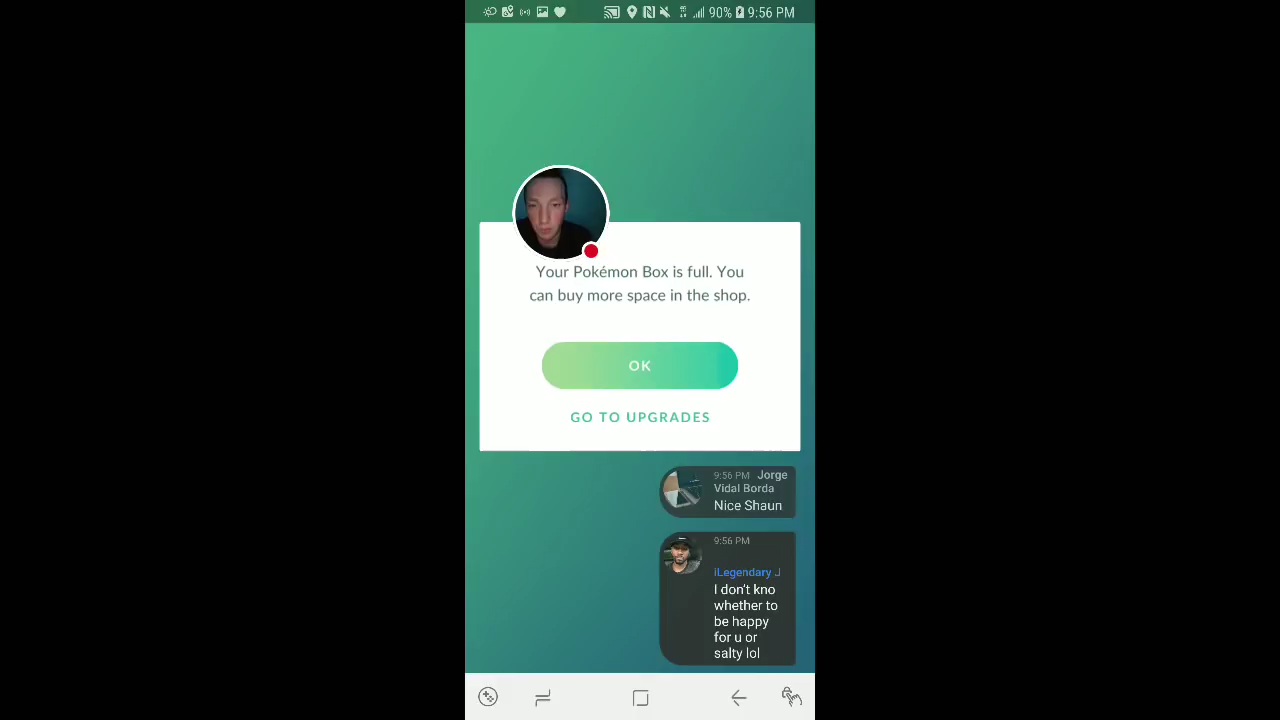 90% 9:56 PM
Your Pokémon Box is full. You
can buy more space in the shop.
OK
GO TO UPGRADES
9:56 PM Jorge
Vidal Borda
Nice Shaun
9:56 PM
iLegendary J
I don't kno
whether to
be happy
for u or
salty lol